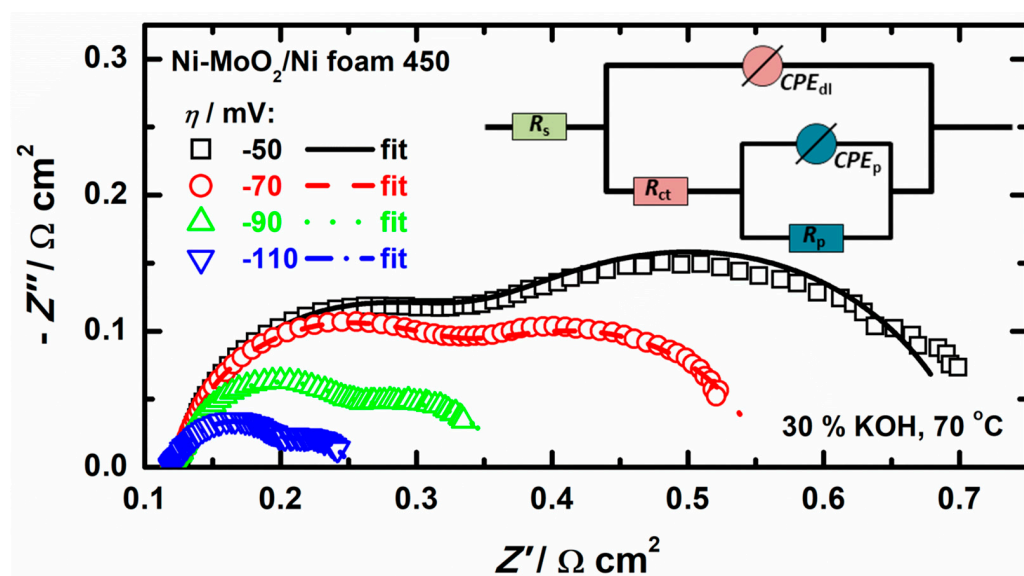 Ni-MoO₂/Ni foam 450
η / mV:
-50 fit
-70 fit
-90 fit
-110 fit
Rs
CPEdl
Rct
CPEp
Rp
30 % KOH, 70 °C
- Z″/ Ω cm²
0.3
0.2
0.1
0.0
0.1 0.2 0.3 0.4 0.5 0.6 0.7
Z′/ Ω cm²